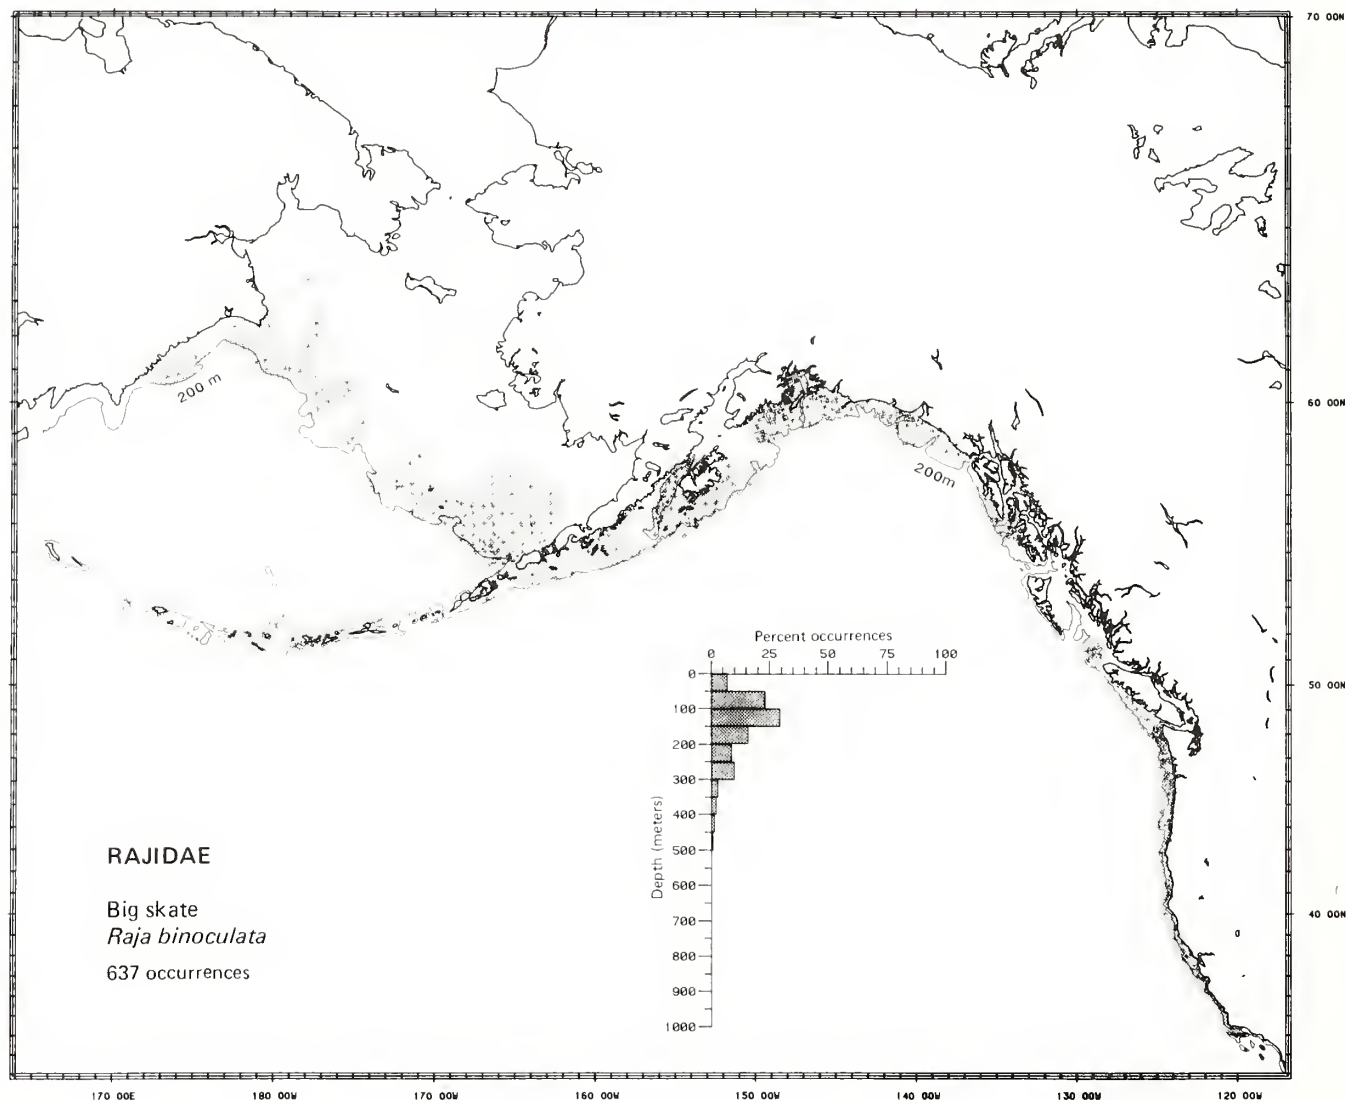 70 00N
200 m
60 00N
200m
Percent occurrences
0 25 50 75 100
50 00N
0
100
200
300
400
500
600
700
800
900
1000
Depth (meters)
RAJIDAE
Big skate
Raja binoculata
637 occurrences
40 00N
170 00E 180 00W 170 00W 160 00W 150 00W 140 00W 130 00W 120 00W